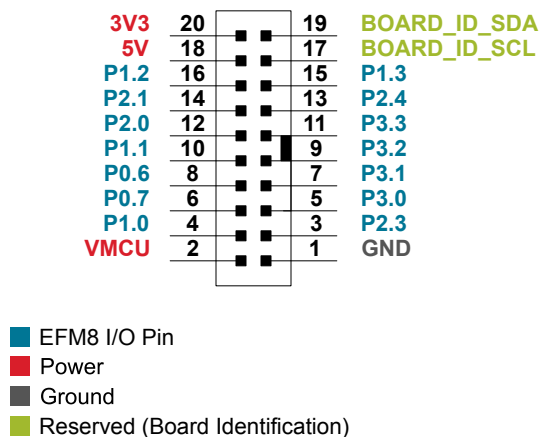 3V3 20 19 BOARD_ID_SDA
5V 18 17 BOARD_ID_SCL
P1.2 16 15 P1.3
P2.1 14 13 P2.4
P2.0 12 11 P3.3
P1.1 10 9 P3.2
P0.6 8 7 P3.1
P0.7 6 5 P3.0
P1.0 4 3 P2.3
VMCU 2 1 GND
EFM8 I/O Pin
Power
Ground
Reserved (Board Identification)